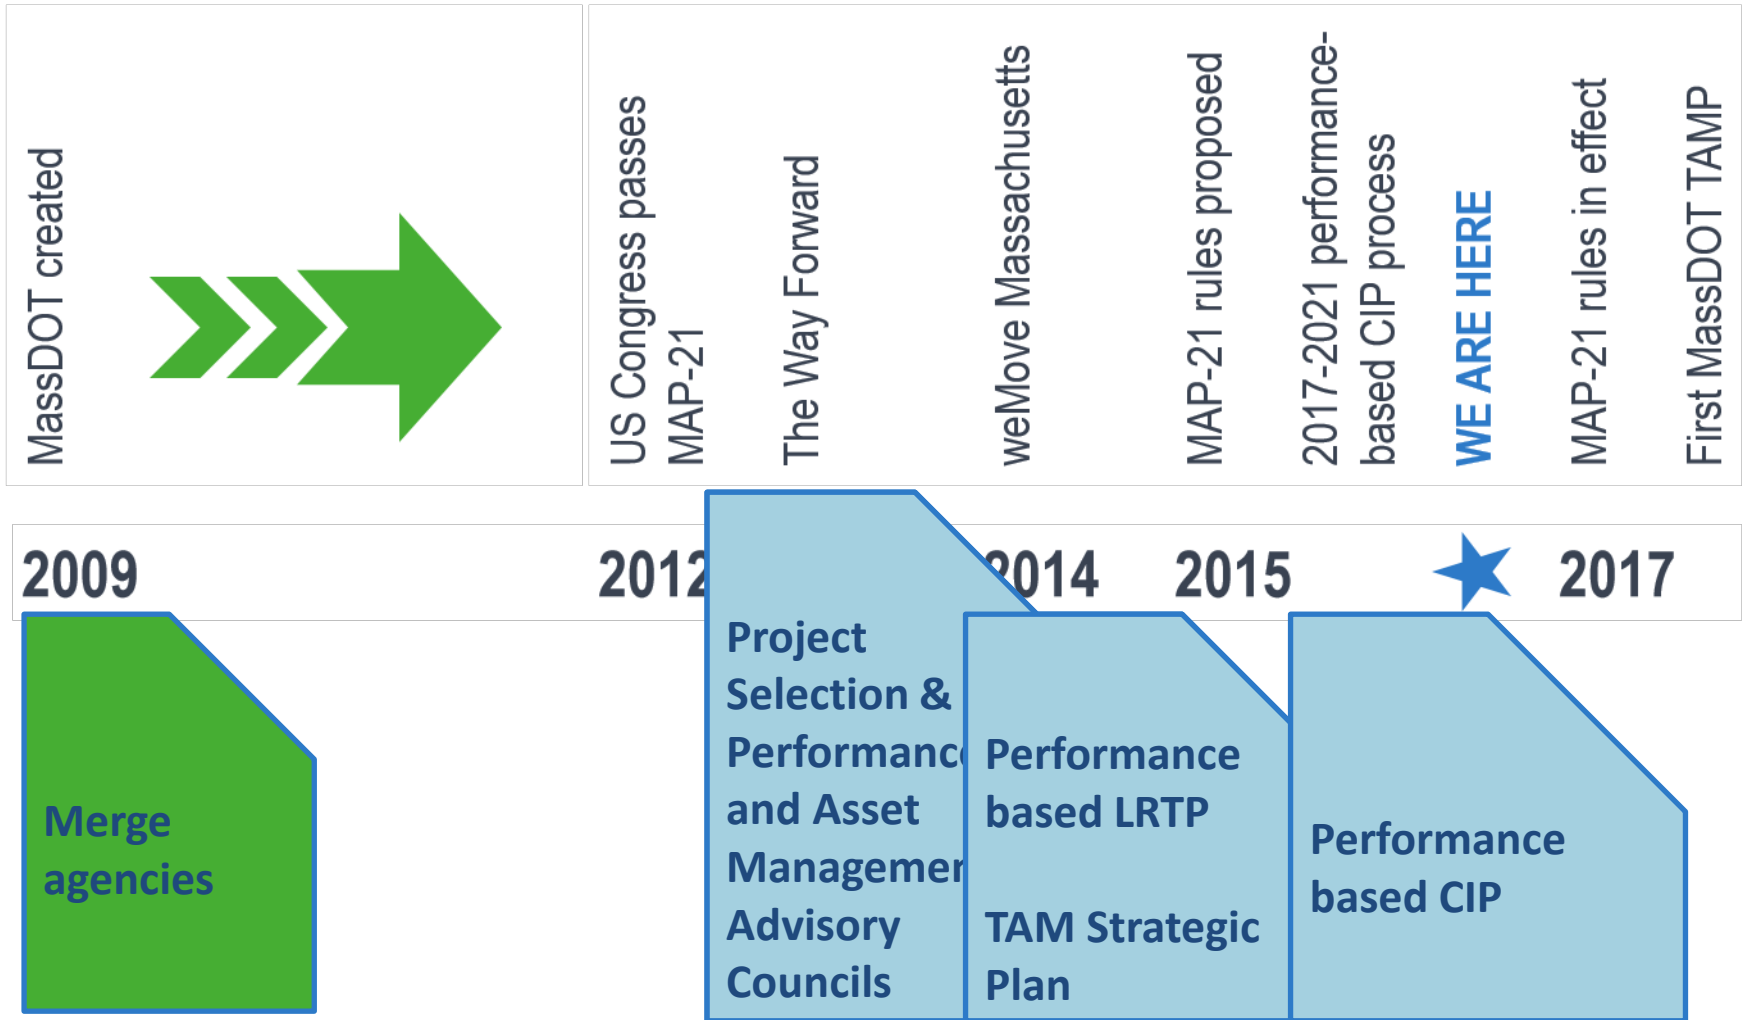 MassDOT created
US Congress passes
MAP-21
The Way Forward
weMove Massachusetts
MAP-21 rules proposed
2017-2021 performance-
based CIP process
WE ARE HERE
MAP-21 rules in effect
First MassDOT TAMP
2009
2012
2014
2015
2017
Merge
agencies
Project
Selection &
Performance
and Asset
Managemen
Advisory
Councils
Performance
based LRTP
TAM Strategic
Plan
Performance
based CIP